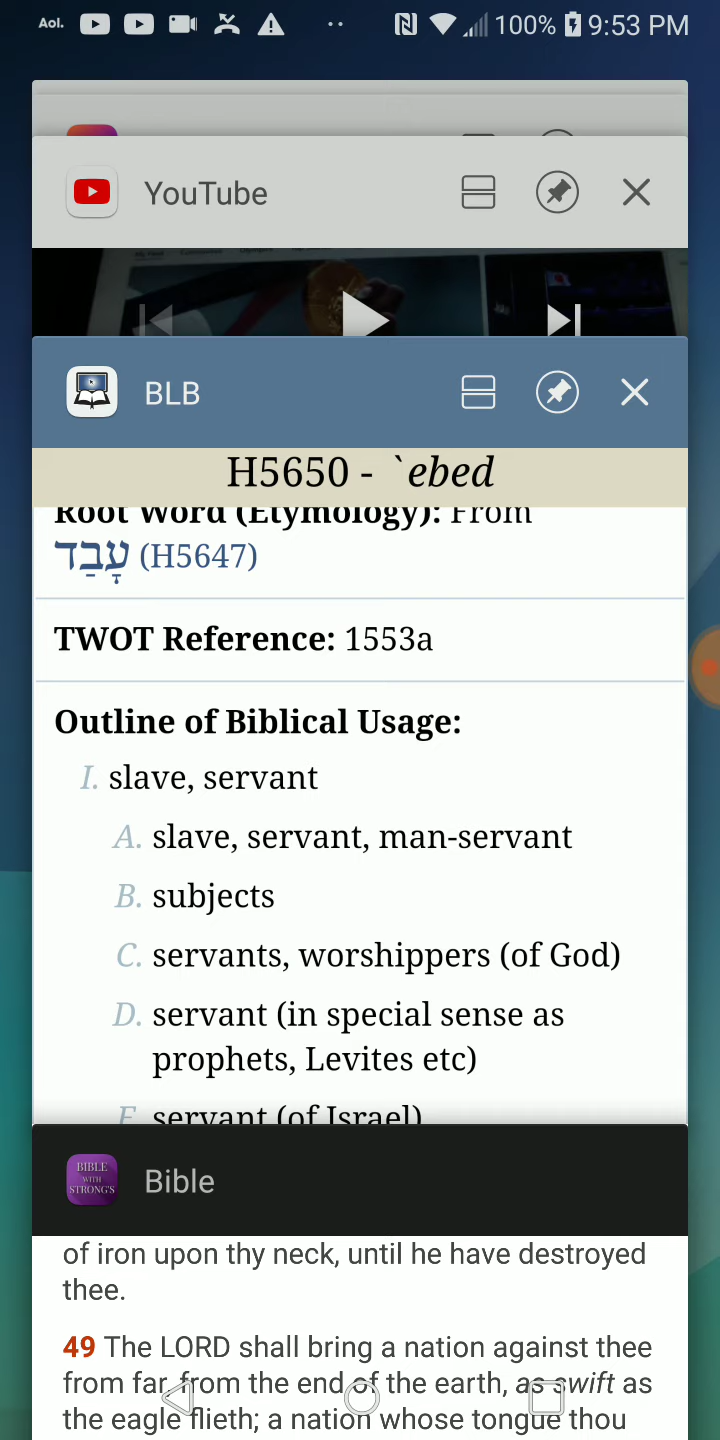 Aol.
100% 9:53 PM
YouTube
BLB
H5650 - `ebed
Root Word (Etymology): From
עָבַד (H5647)
TWOT Reference: 1553a
Outline of Biblical Usage:
I. slave, servant
A. slave, servant, man-servant
B. subjects
C. servants, worshippers (of God)
D. servant (in special sense as
prophets, Levites etc)
E. servant (of Israel)
BIBLE
WITH
STRONG'S
Bible
of iron upon thy neck, until he have destroyed
thee.
49 The LORD shall bring a nation against thee
from far, from the end of the earth, as swift as
the eagle flieth; a nation whose tongue thou